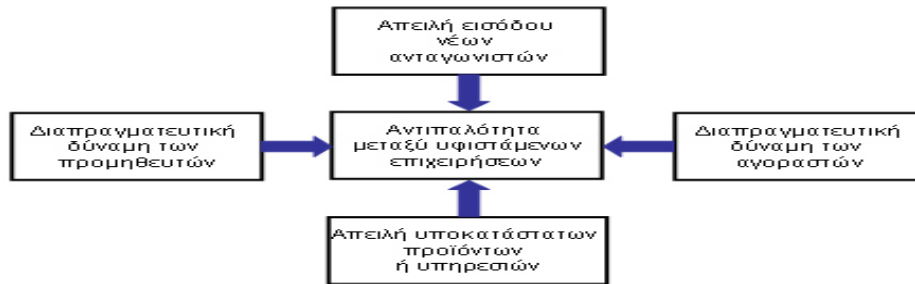 Απειλή εισόδου
νέων
ανταγωνιστών
Διαπραγματευτική
δύναμη των
προμηθευτών
Αντιπαλότητα
μεταξύ υφιστάμενων
επιχειρήσεων
Διαπραγματευτική
δύναμη των
αγοραστών
Απειλή υποκατάστατων
προϊόντων
ή υπηρεσιών